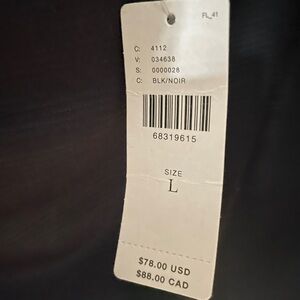 FL_41
C: 4112
V: 034638
S: 0000028
C: BLK/NOIR
68319615
SIZE
L
$78.00 USD
$88.00 CAD